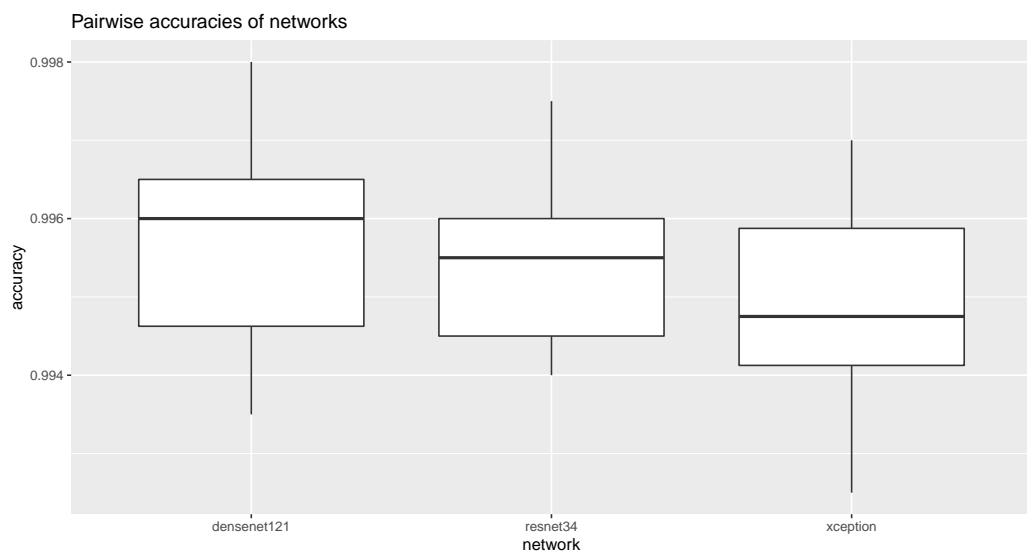 Pairwise accuracies of networks
0.998
0.996
0.994
accuracy
densenet121 resnet34 xception
network